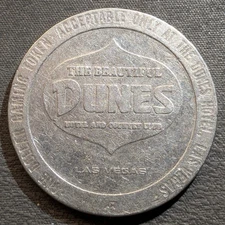 THE BEAUTIFUL
DUNES
HOTEL AND COUNTRY CLUB
LAS VEGAS
ONE DOLLAR GAMING TOKEN ACCEPTABLE ONLY AT THE DUNES HOTEL, LAS VEGAS